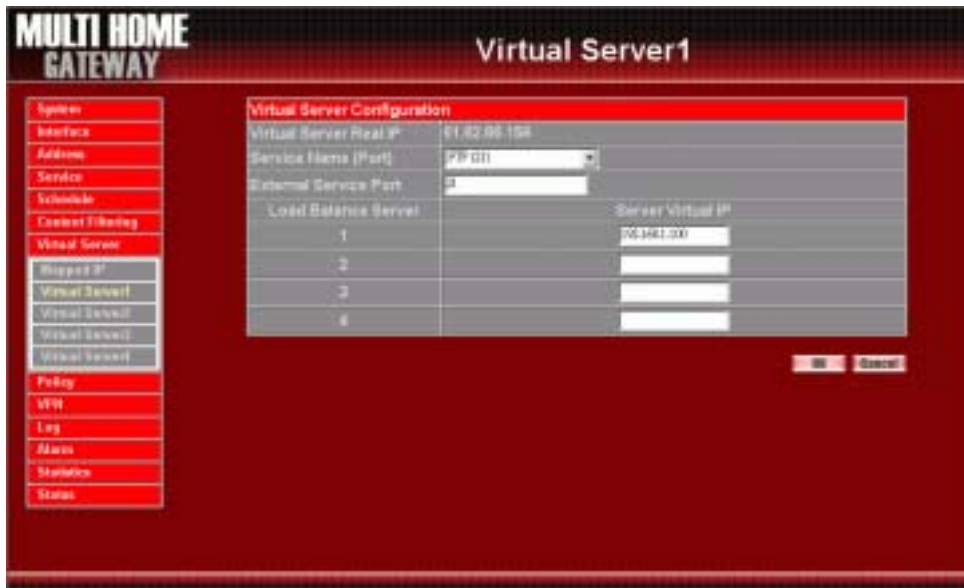 MULTI HOME
GATEWAY
Virtual Server1
System
Interface
Address
Service
Schedule
Content Filtering
Virtual Server
Mapped IP
Virtual Server1
Virtual Server2
Virtual Server3
Virtual Server4
Policy
VPN
Log
Alarm
Statistics
Status
Virtual Server Configuration
Virtual Server Real IP
Service Name (Port)
External Service Port
Load Balance Server
Server Virtual IP
1
2
3
4
OK
Cancel